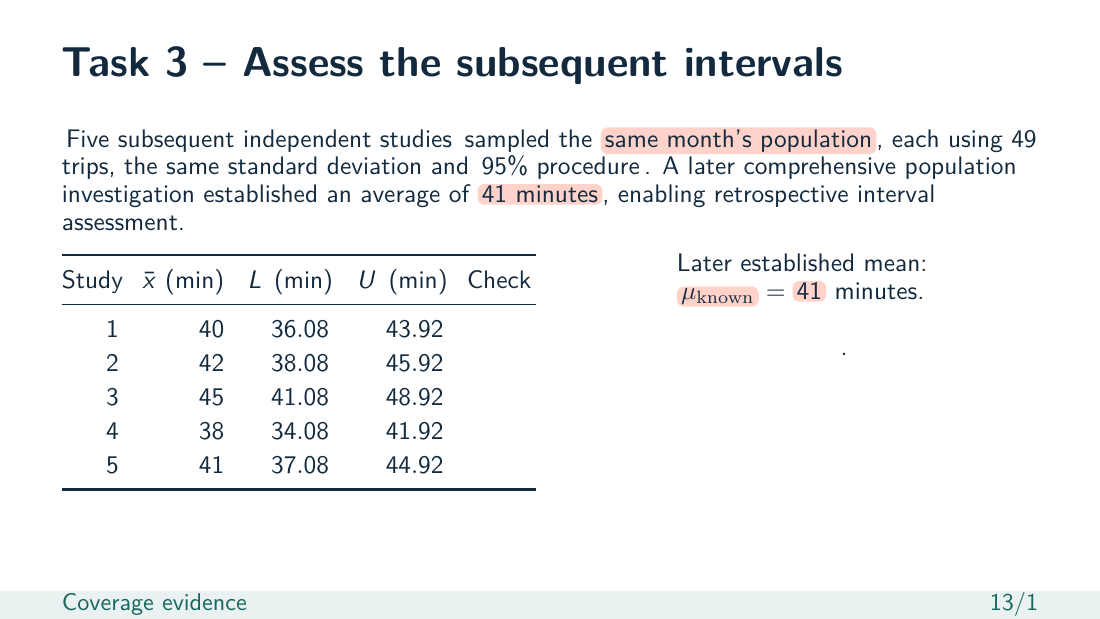 Task 3 – Assess the subsequent intervals
Five subsequent independent studies sampled the same month's population, each using 49
trips, the same standard deviation and 95% procedure. A later comprehensive population
investigation established an average of 41 minutes, enabling retrospective interval
assessment.
Study x̄ (min) L (min) U (min) Check
1 40 36.08 43.92
2 42 38.08 45.92
3 45 41.08 48.92
4 38 34.08 41.92
5 41 37.08 44.92
Later established mean:
μknown = 41 minutes.
.
Coverage evidence 13/1